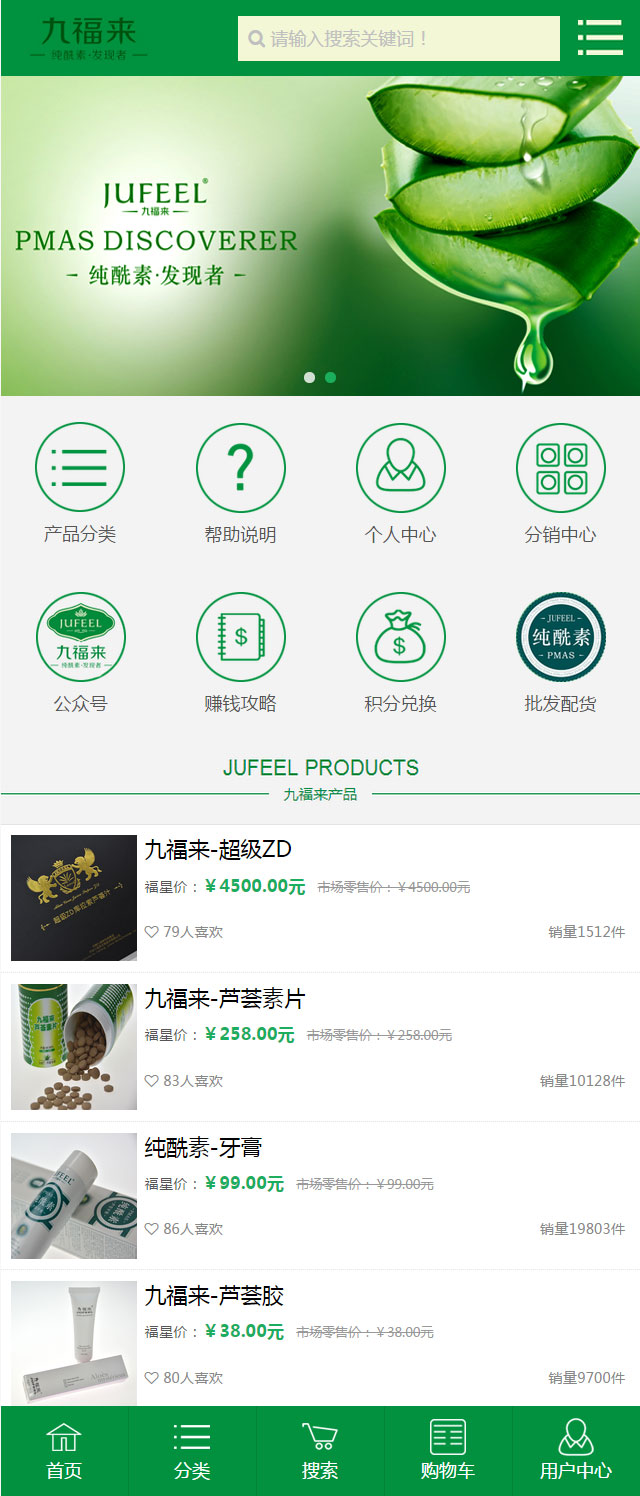 九福来
纯酰素·发现者
请输入搜索关键词！
JUFEEL®
九福来
PMAS DISCOVERER
纯酰素·发现者
产品分类
帮助说明
个人中心
分销中心
JUFEEL
九福来
纯酰素·发现者
JUFEEL
纯酰素
PMAS
公众号
赚钱攻略
积分兑换
批发配货
JUFEEL PRODUCTS
九福来产品
九福来-超级ZD
福星价：￥4500.00元 市场零售价：￥4500.00元
79人喜欢 销量1512件
九福来
芦荟素片
九福来-芦荟素片
福星价：￥258.00元 市场零售价：￥258.00元
83人喜欢 销量10128件
纯酰素
纯酰素-牙膏
福星价：￥99.00元 市场零售价：￥99.00元
86人喜欢 销量19803件
九福来-芦荟胶
福星价：￥38.00元 市场零售价：￥38.00元
80人喜欢 销量9700件
首页
分类
搜索
购物车
用户中心